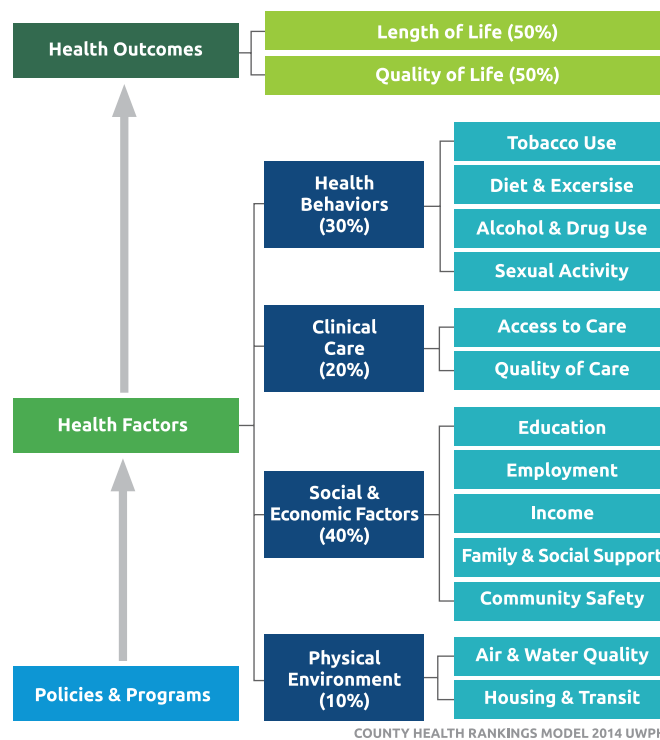 Health Outcomes
Length of Life (50%)
Quality of Life (50%)
Health
Behaviors
(30%)
Tobacco Use
Diet & Excersise
Alcohol & Drug Use
Sexual Activity
Clinical
Care
(20%)
Access to Care
Quality of Care
Health Factors
Social &
Economic Factors
(40%)
Education
Employment
Income
Family & Social Support
Community Safety
Physical
Environment
(10%)
Air & Water Quality
Housing & Transit
Policies & Programs
COUNTY HEALTH RANKINGS MODEL 2014